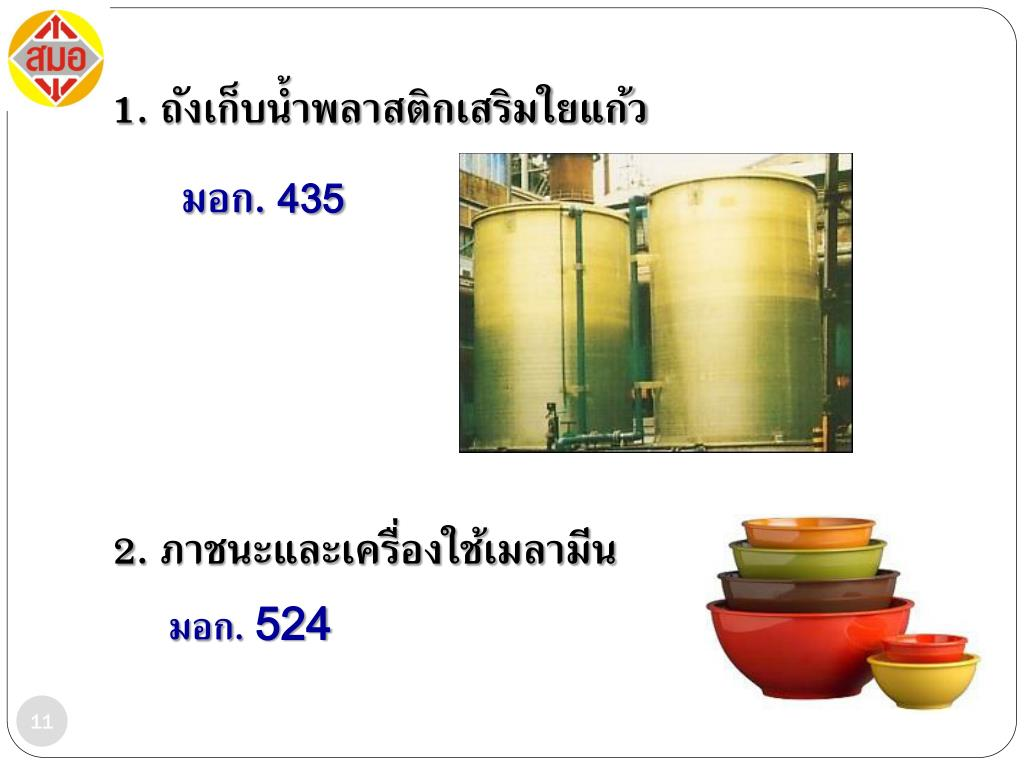 สมอ
1. ถังเก็บน้ำพลาสติกเสริมใยแก้ว
มอก. 435
2. ภาชนะและเครื่องใช้เมลามีน
มอก. 524
11